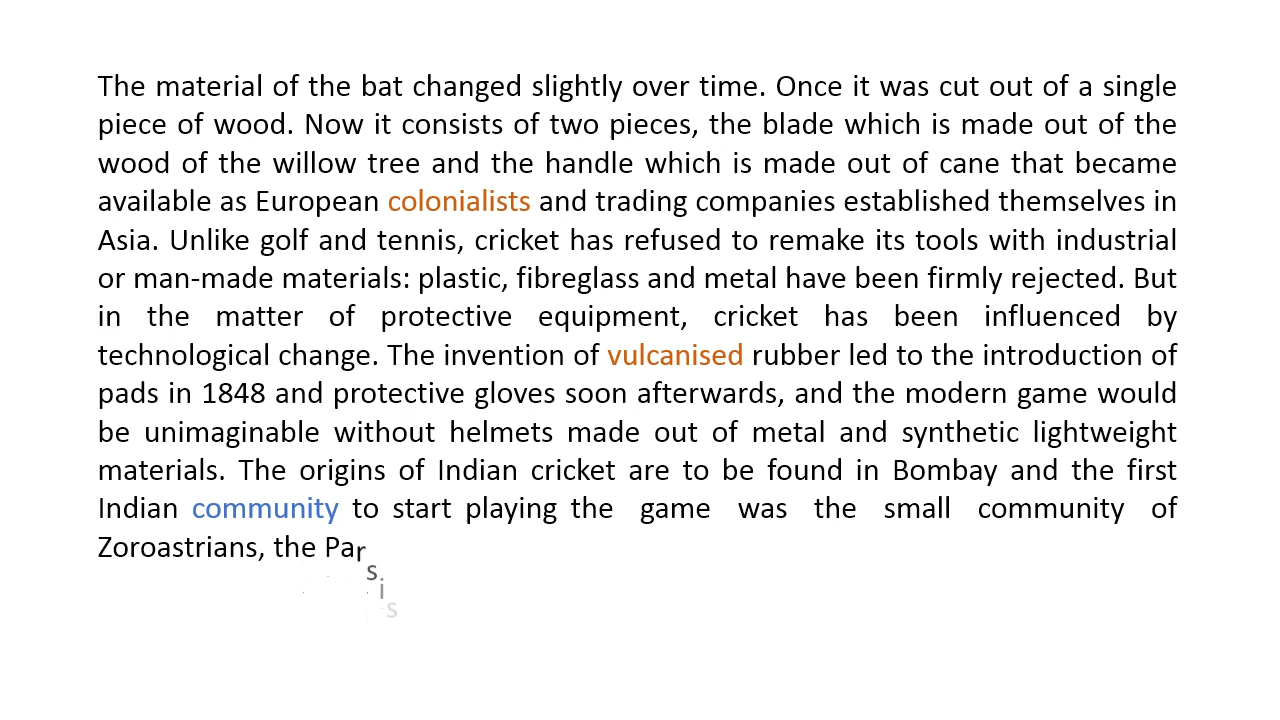 The material of the bat changed slightly over time. Once it was cut out of a single
piece of wood. Now it consists of two pieces, the blade which is made out of the
wood of the willow tree and the handle which is made out of cane that became
available as European colonialists and trading companies established themselves in
Asia. Unlike golf and tennis, cricket has refused to remake its tools with industrial
or man-made materials: plastic, fibreglass and metal have been firmly rejected. But
in the matter of protective equipment, cricket has been influenced by
technological change. The invention of vulcanised rubber led to the introduction of
pads in 1848 and protective gloves soon afterwards, and the modern game would
be unimaginable without helmets made out of metal and synthetic lightweight
materials. The origins of Indian cricket are to be found in Bombay and the first
Indian community to start playing the game was the small community of
Zoroastrians, the Parsis